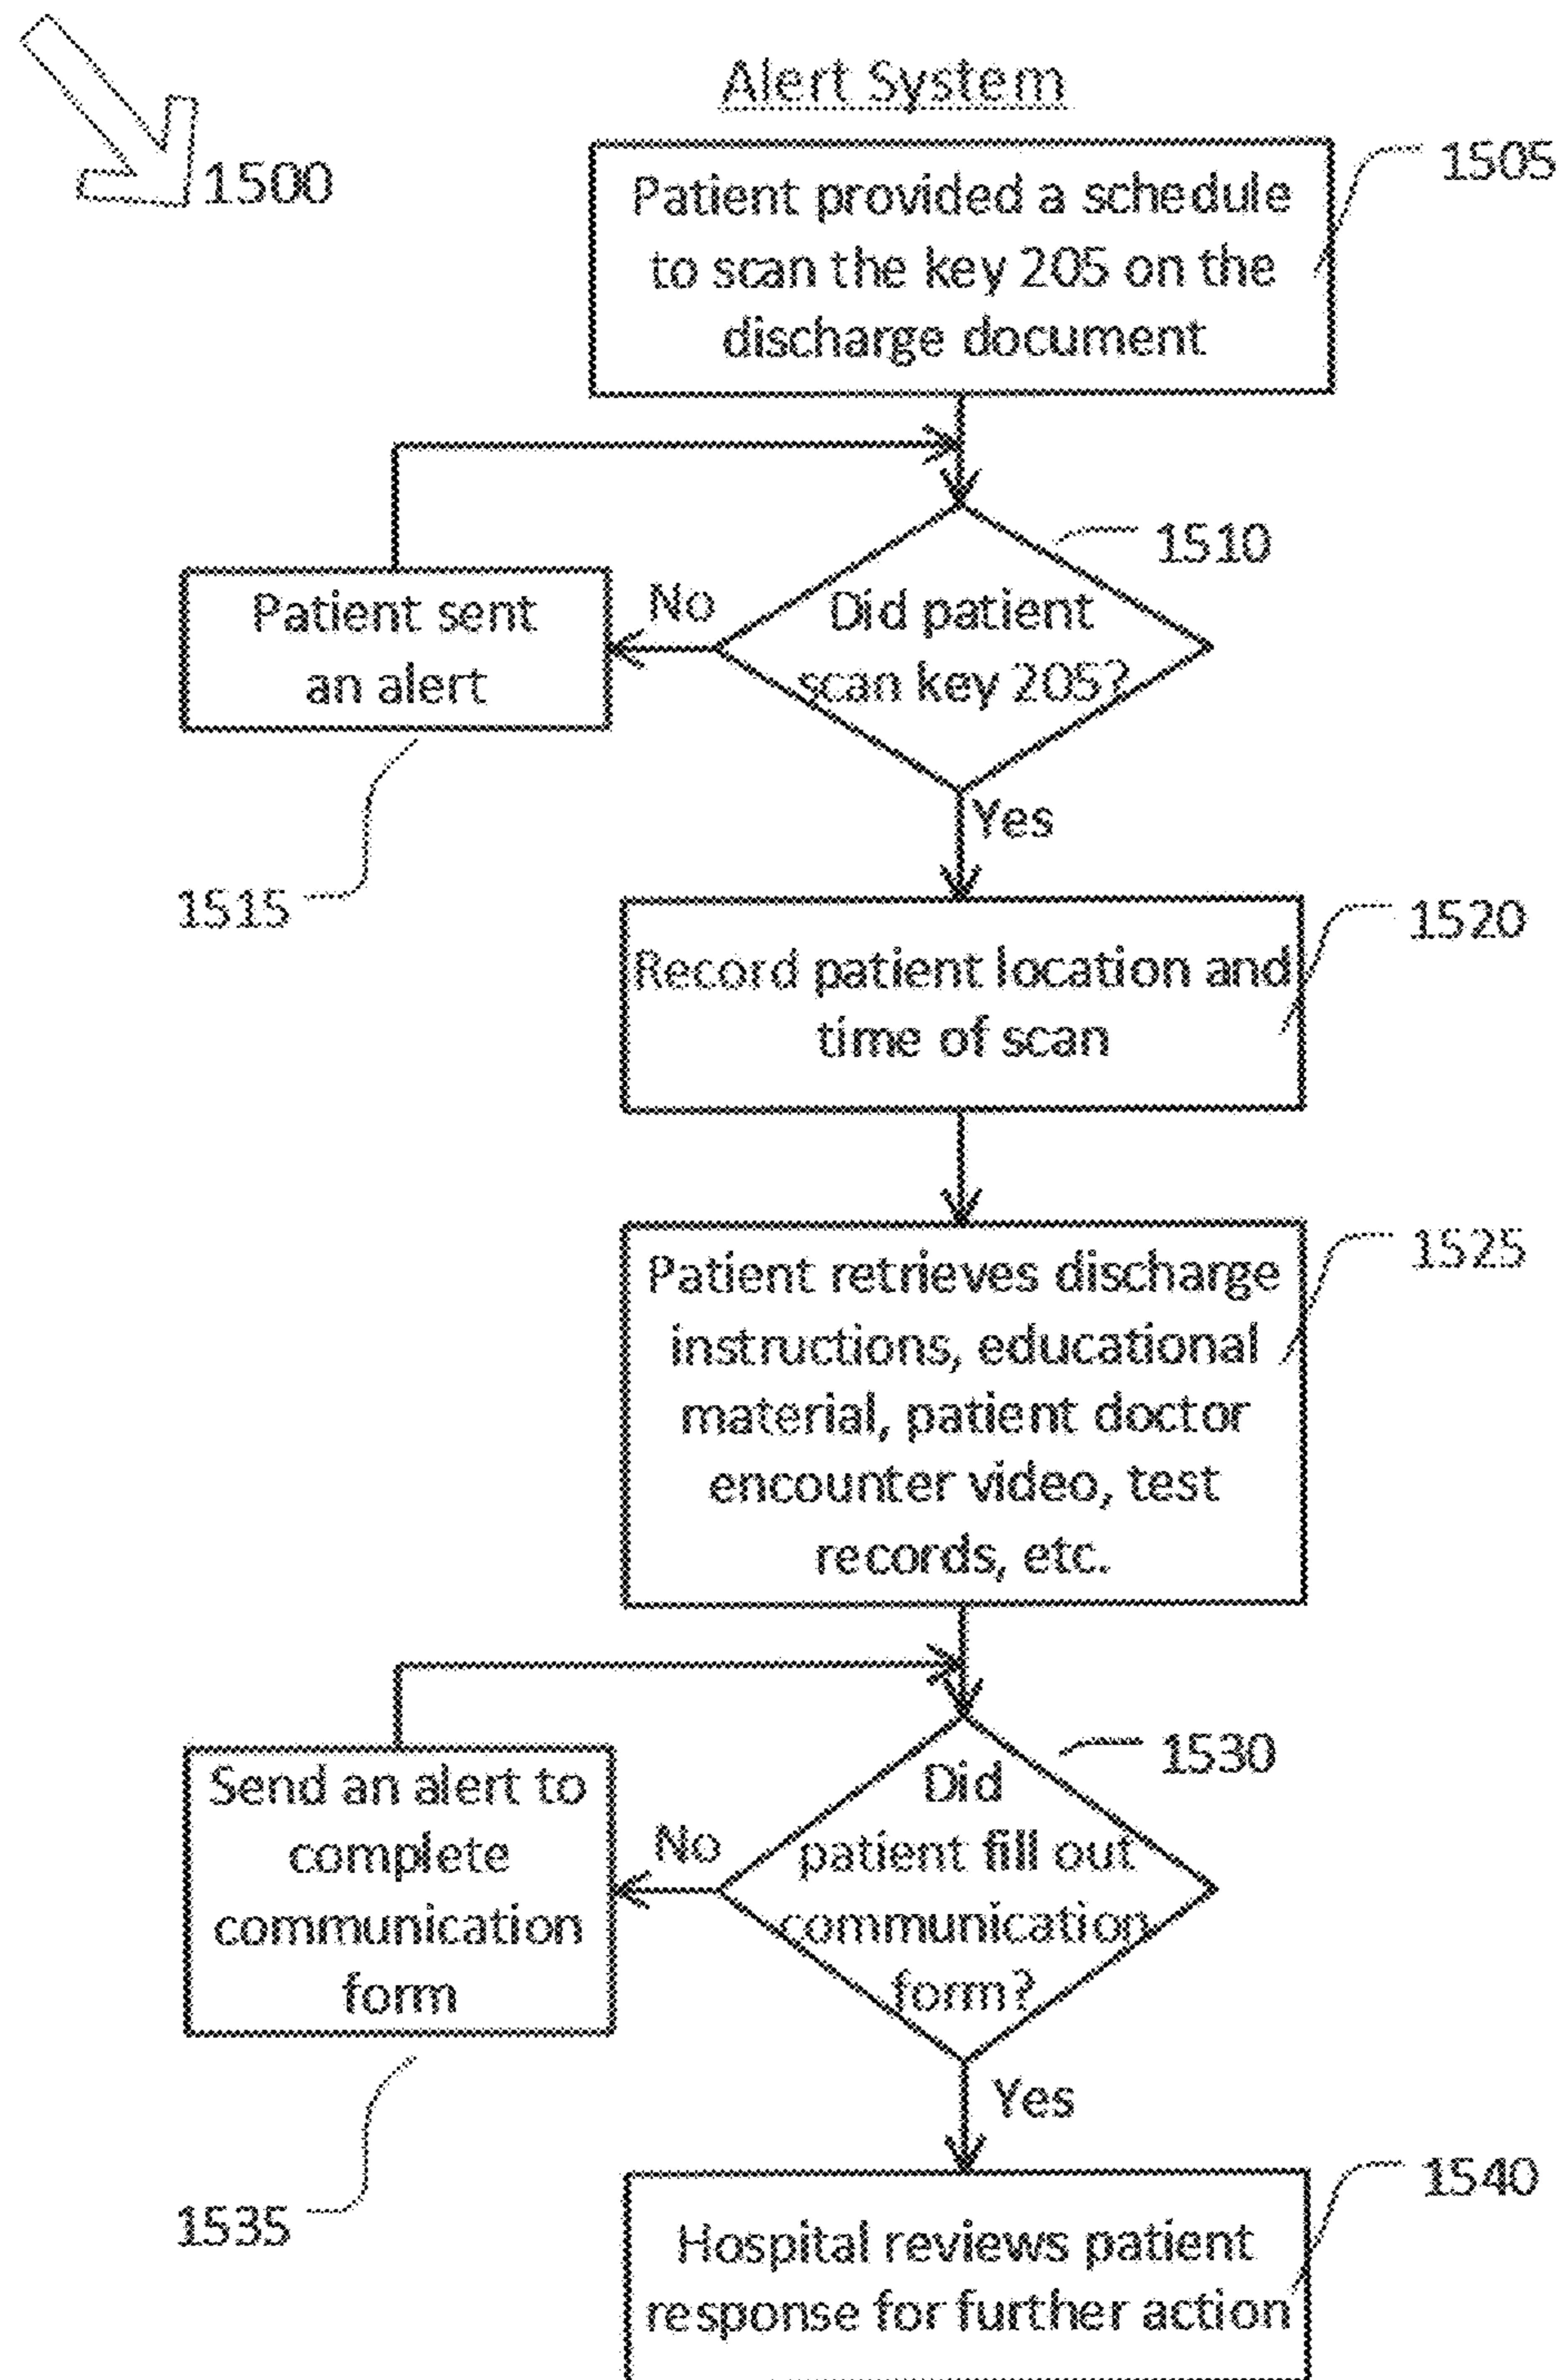 Alert System
1500
1505
Patient provided a schedule
to scan the key 205 on the
discharge document
1510
Did patient
scan key 205?
No
Patient sent
an alert
1515
Yes
1520
Record patient location and
time of scan
1525
Patient retrieves discharge
instructions, educational
material, patient doctor
encounter video, test
records, etc.
1530
Did
patient fill out
communication
form?
No
Send an alert to
complete
communication
form
1535
Yes
1540
Hospital reviews patient
response for further action